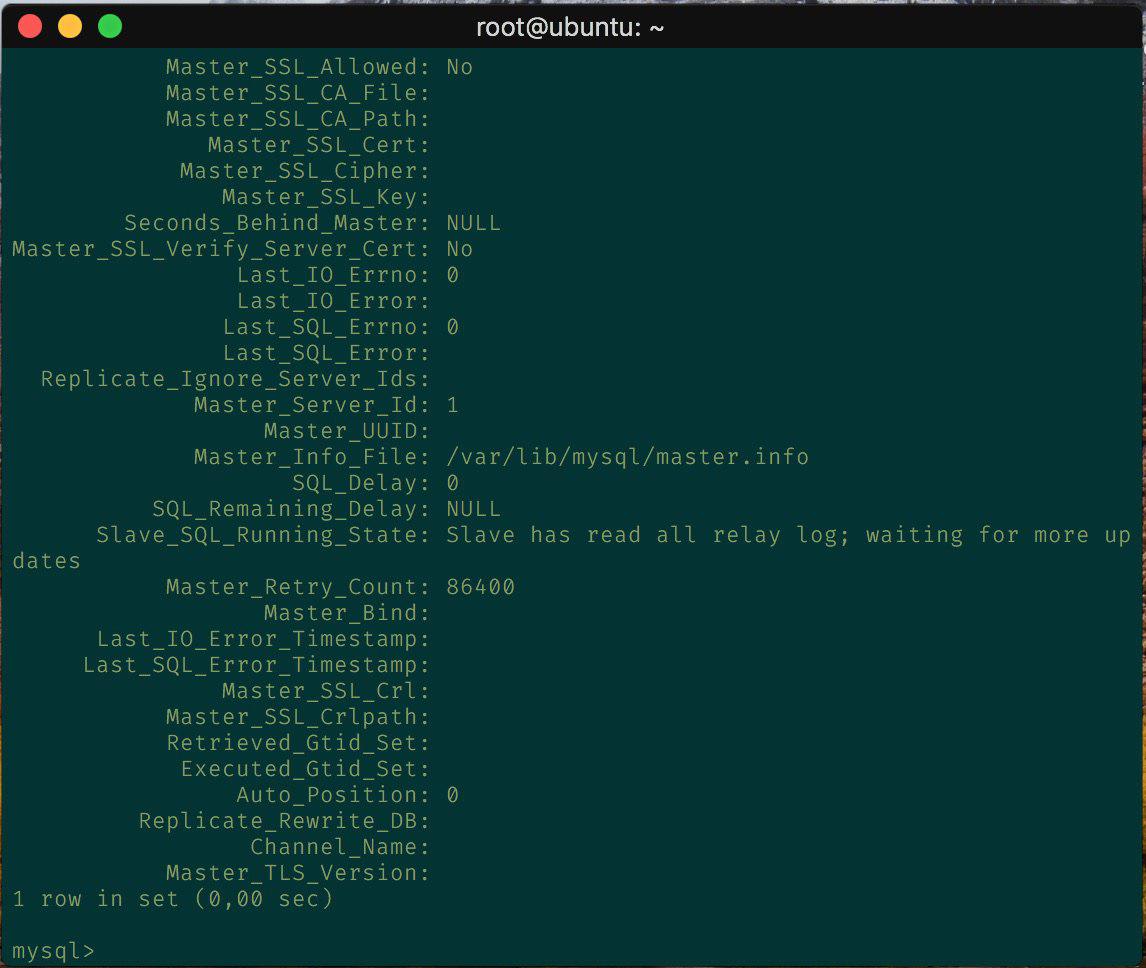 root@ubuntu: ~
Master_SSL_Allowed: No
Master_SSL_CA_File:
Master_SSL_CA_Path:
Master_SSL_Cert:
Master_SSL_Cipher:
Master_SSL_Key:
Seconds_Behind_Master: NULL
Master_SSL_Verify_Server_Cert: No
Last_IO_Errno: 0
Last_IO_Error:
Last_SQL_Errno: 0
Last_SQL_Error:
Replicate_Ignore_Server_Ids:
Master_Server_Id: 1
Master_UUID:
Master_Info_File: /var/lib/mysql/master.info
SQL_Delay: 0
SQL_Remaining_Delay: NULL
Slave_SQL_Running_State: Slave has read all relay log; waiting for more up
dates
Master_Retry_Count: 86400
Master_Bind:
Last_IO_Error_Timestamp:
Last_SQL_Error_Timestamp:
Master_SSL_Crl:
Master_SSL_Crlpath:
Retrieved_Gtid_Set:
Executed_Gtid_Set:
Auto_Position: 0
Replicate_Rewrite_DB:
Channel_Name:
Master_TLS_Version:
1 row in set (0,00 sec)
mysql>